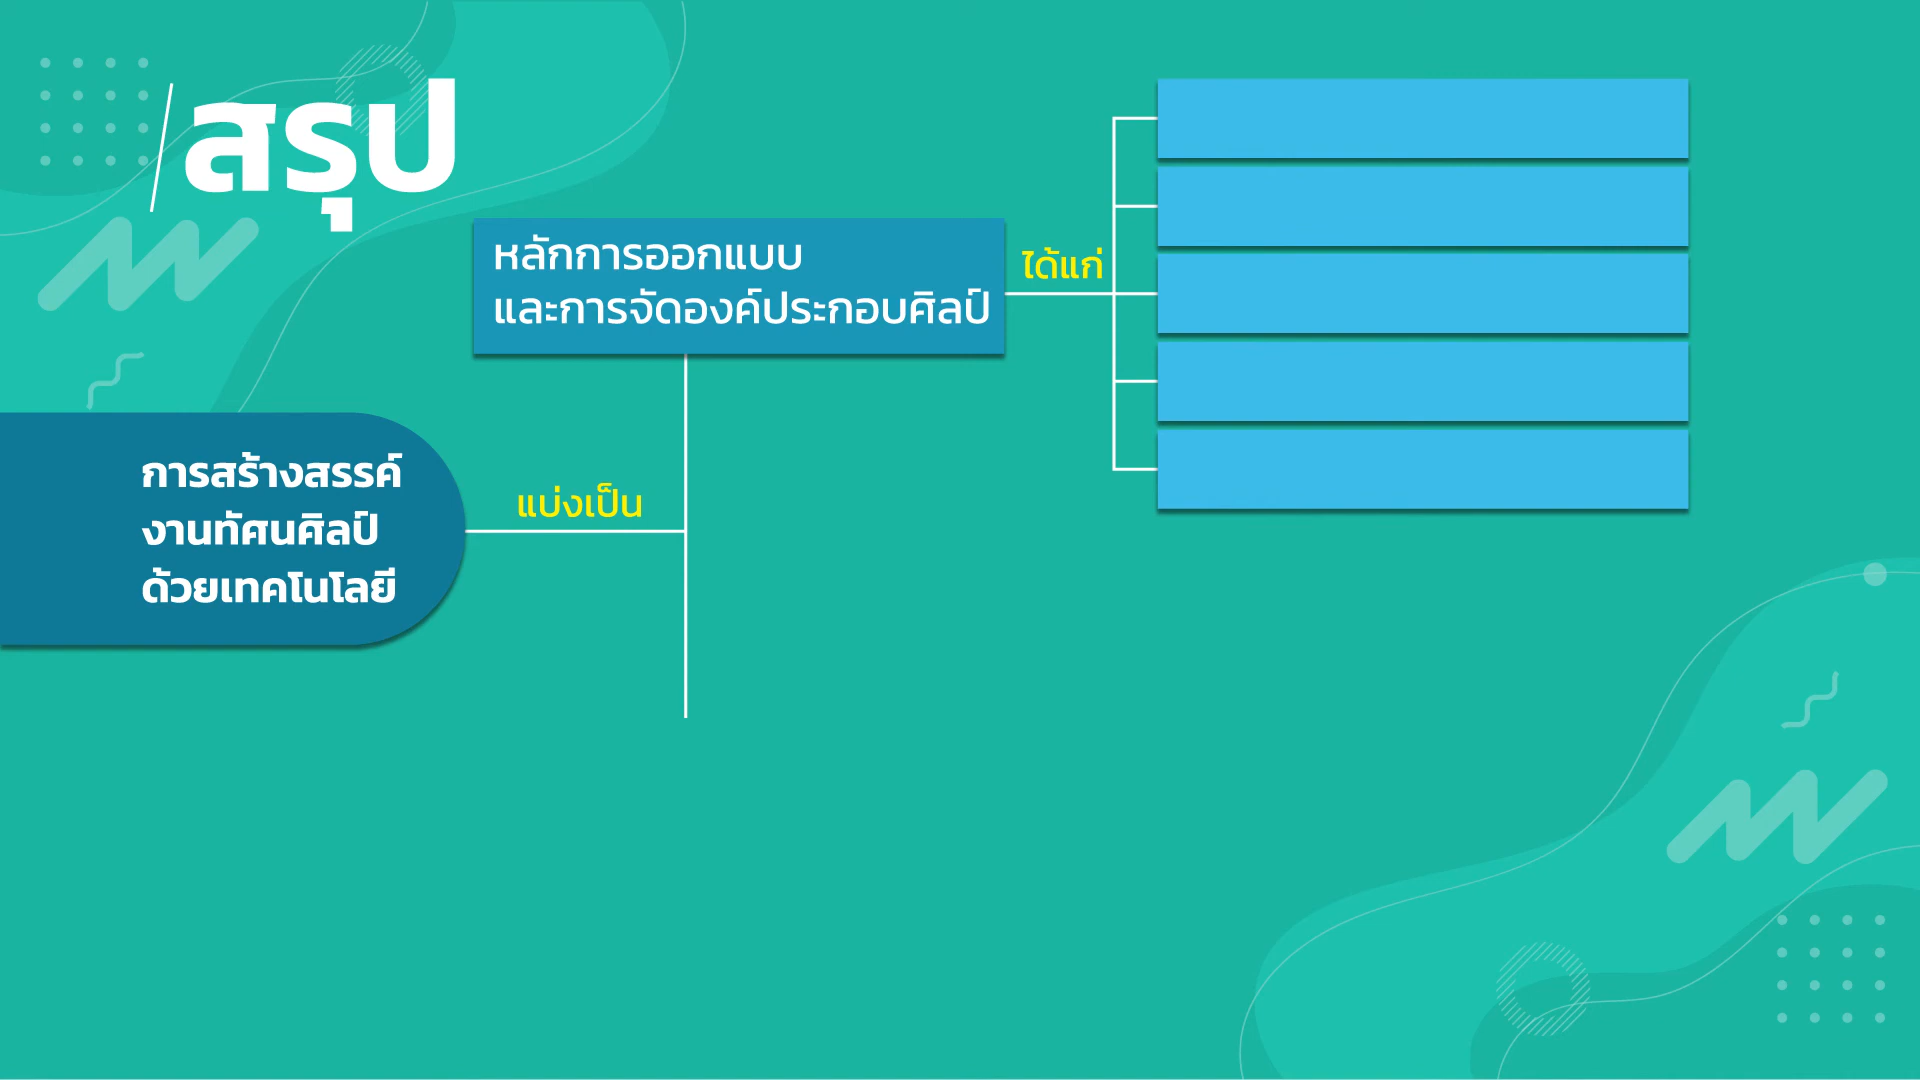 สรุป
หลักการออกแบบ
และการจัดองค์ประกอบศิลป์
ได้แก่
การสร้างสรรค์
งานทัศนศิลป์
ด้วยเทคโนโลยี
แบ่งเป็น